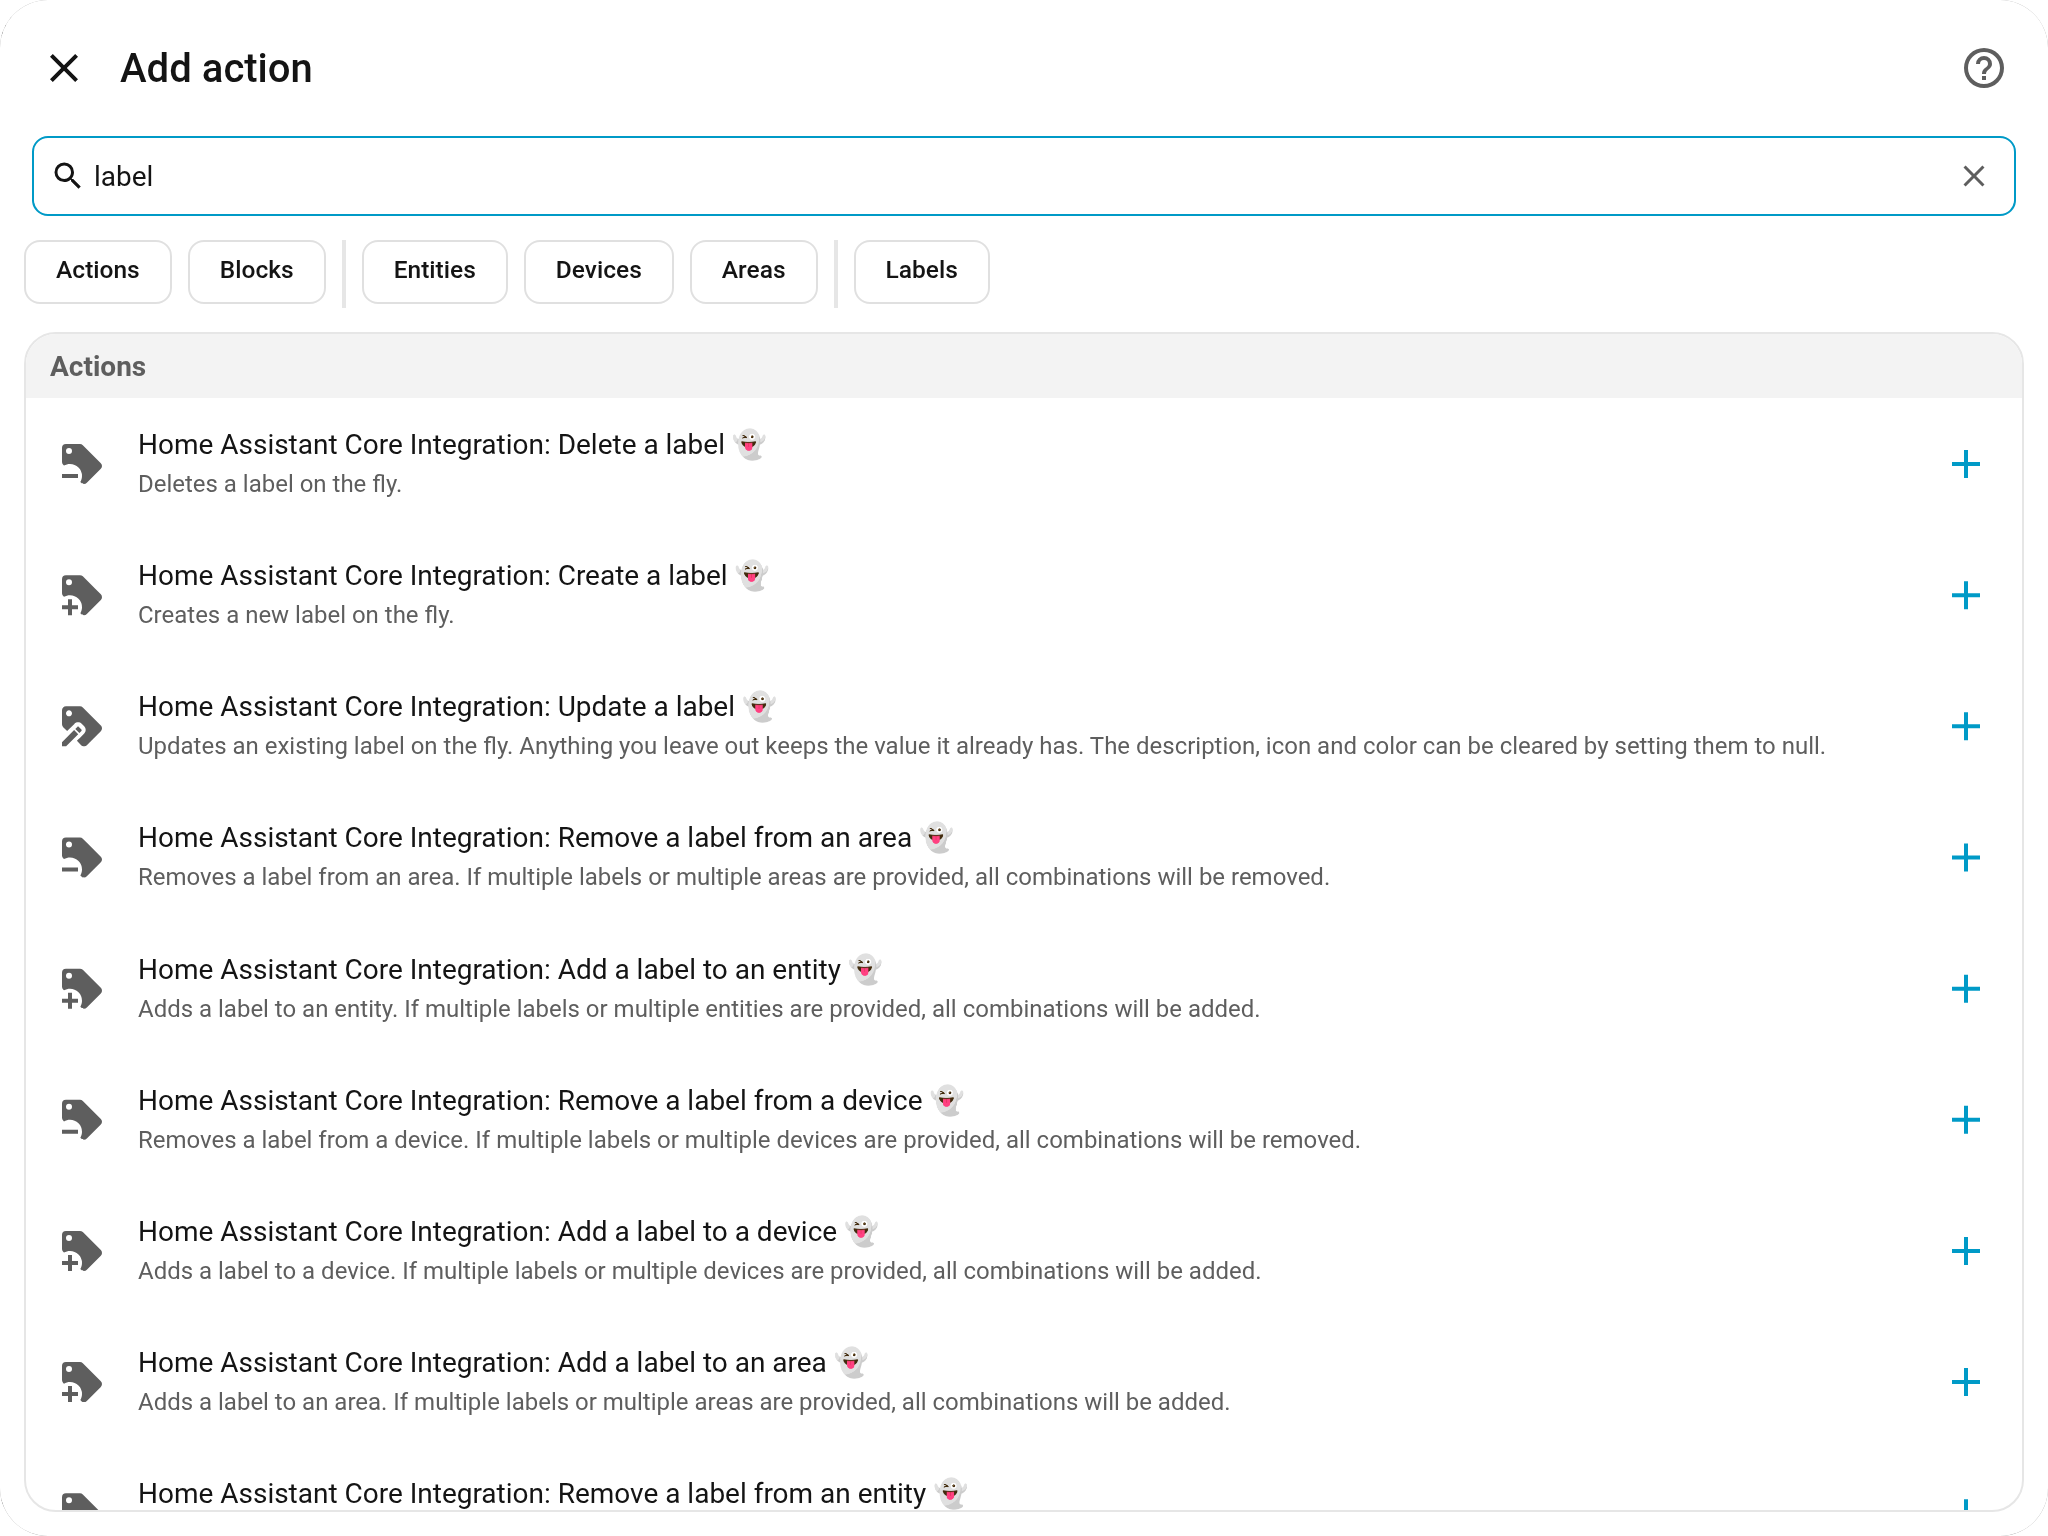 Add action
label
Actions
Blocks
Entities
Devices
Areas
Labels
Actions
Home Assistant Core Integration: Delete a label 👻
Deletes a label on the fly.
Home Assistant Core Integration: Create a label 👻
Creates a new label on the fly.
Home Assistant Core Integration: Update a label 👻
Updates an existing label on the fly. Anything you leave out keeps the value it already has. The description, icon and color can be cleared by setting them to null.
Home Assistant Core Integration: Remove a label from an area 👻
Removes a label from an area. If multiple labels or multiple areas are provided, all combinations will be removed.
Home Assistant Core Integration: Add a label to an entity 👻
Adds a label to an entity. If multiple labels or multiple entities are provided, all combinations will be added.
Home Assistant Core Integration: Remove a label from a device 👻
Removes a label from a device. If multiple labels or multiple devices are provided, all combinations will be removed.
Home Assistant Core Integration: Add a label to a device 👻
Adds a label to a device. If multiple labels or multiple devices are provided, all combinations will be added.
Home Assistant Core Integration: Add a label to an area 👻
Adds a label to an area. If multiple labels or multiple areas are provided, all combinations will be added.
Home Assistant Core Integration: Remove a label from an entity 👻